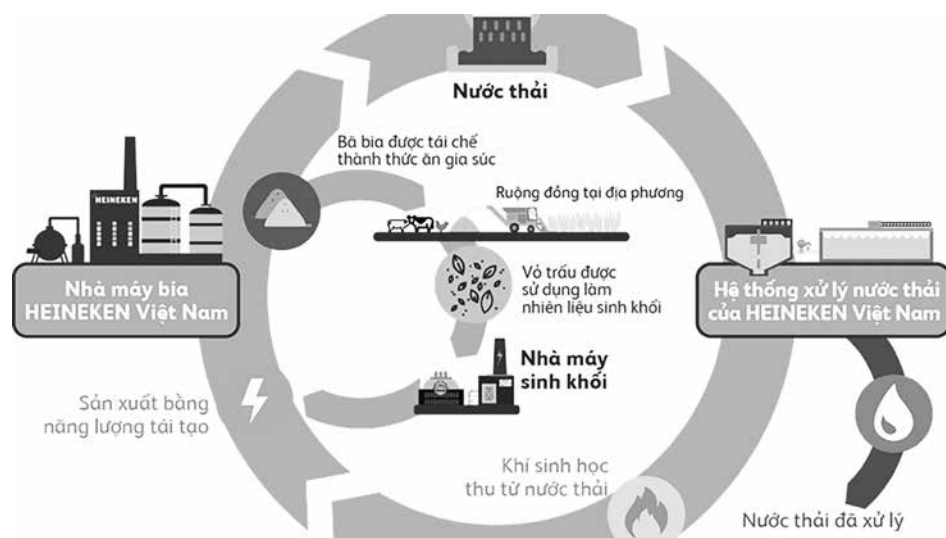 Nước thải
Bã bia được tái chế
thành thức ăn gia súc
HEINEKEN
Ruộng đồng tại địa phương
Nhà máy bia
HEINEKEN Việt Nam
Vỏ trấu được
sử dụng làm
nhiên liệu sinh khối
Hệ thống xử lý nước thải
của HEINEKEN Việt Nam
Nhà máy
sinh khối
Sản xuất bằng
năng lượng tái tạo
Khí sinh học
thu từ nước thải
Nước thải đã xử lý